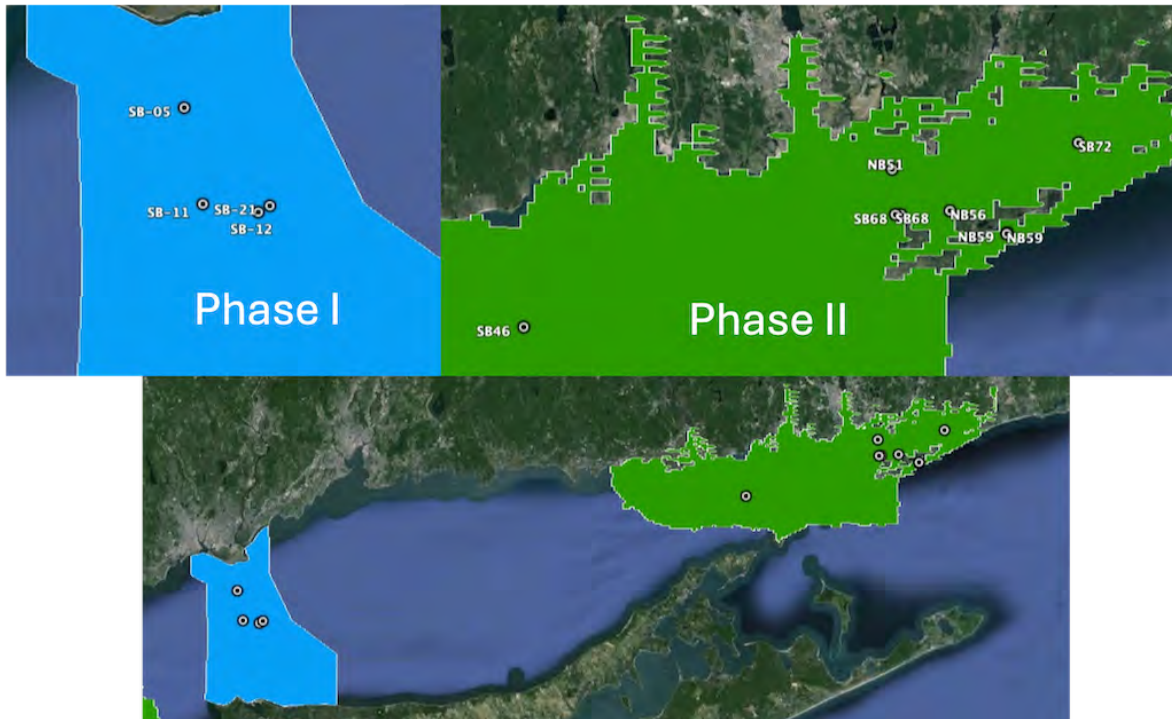 SB-05
SB-11
SB-21
SB-12
Phase I
NB51
SB72
SB68
SB68
NB56
NB59
NB59
SB46
Phase II